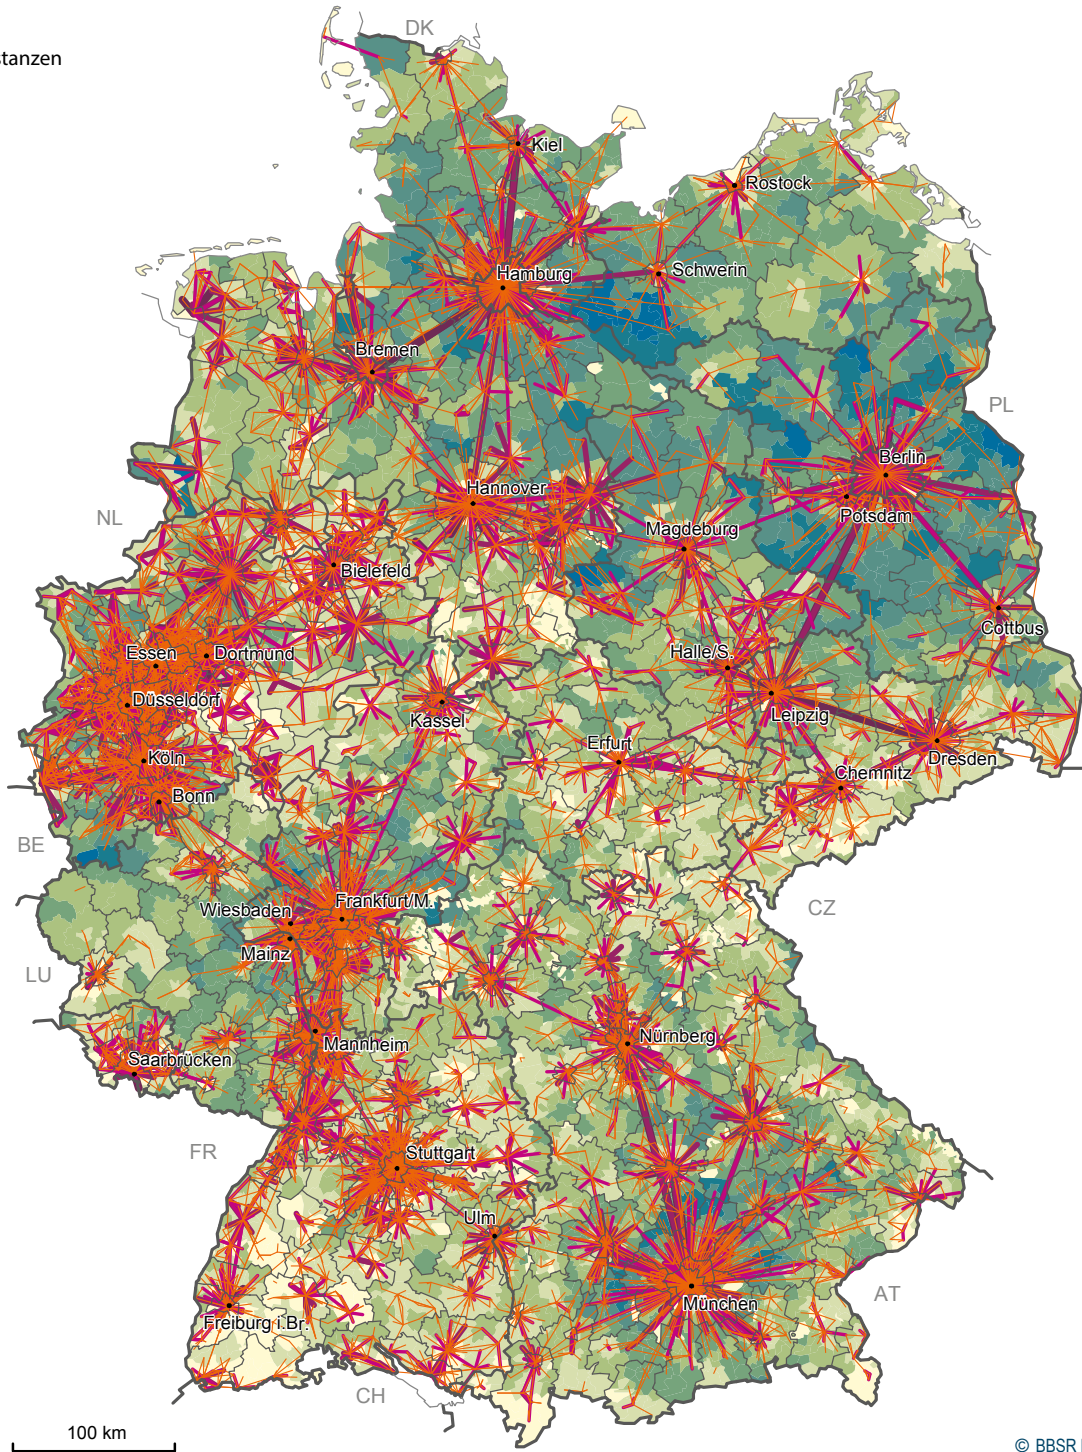 DK
stanzen
Kiel
Rostock
Hamburg
Schwerin
Bremen
PL
Berlin
Hannover
NL
Potsdam
Magdeburg
Bielefeld
Cottbus
Essen
Dortmund
Halle/S.
Düsseldorf
Leipzig
Kassel
Erfurt
Köln
Dresden
Chemnitz
Bonn
BE
Frankfurt/M.
Wiesbaden
CZ
Mainz
LU
Nürnberg
Mannheim
Saarbrücken
FR
Stuttgart
Ulm
AT
München
Freiburg i.Br.
CH
100 km
© BBSR